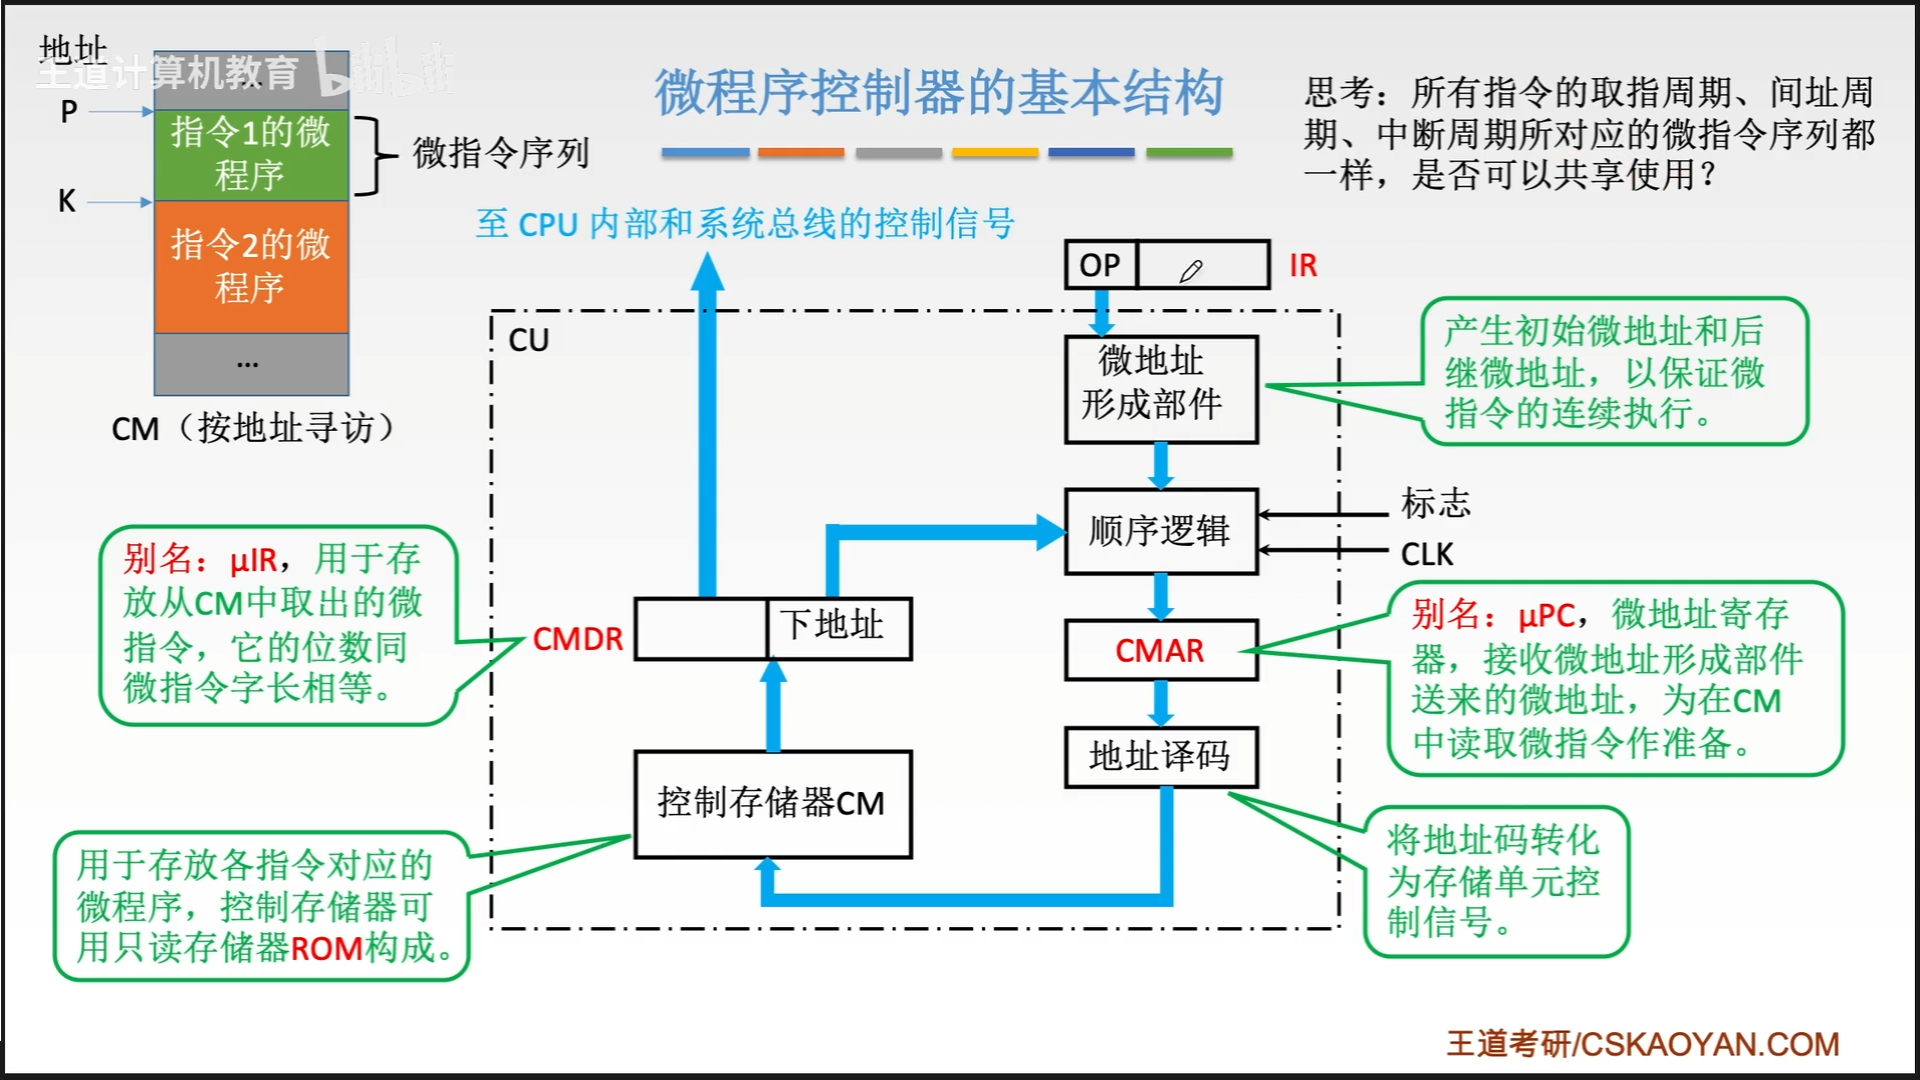 地址
王道计算机教育 bilibili
...
P
指令1的微
程序
微指令序列
K
指令2的微
程序
...
CM（按地址寻访）
微程序控制器的基本结构
思考：所有指令的取指周期、间址周
期、中断周期所对应的微指令序列都
一样，是否可以共享使用？
至 CPU 内部和系统总线的控制信号
OP
IR
CU
微地址
形成部件
产生初始微地址和后
继微地址，以保证微
指令的连续执行。
顺序逻辑
标志
CLK
别名：μIR，用于存
放从CM中取出的微
指令，它的位数同
微指令字长相等。
CMDR
下地址
CMAR
别名：μPC，微地址寄存
器，接收微地址形成部件
送来的微地址，为在CM
中读取微指令作准备。
地址译码
控制存储器CM
用于存放各指令对应的
微程序，控制存储器可
用只读存储器ROM构成。
将地址码转化
为存储单元控
制信号。
王道考研/CSKAOYAN.COM